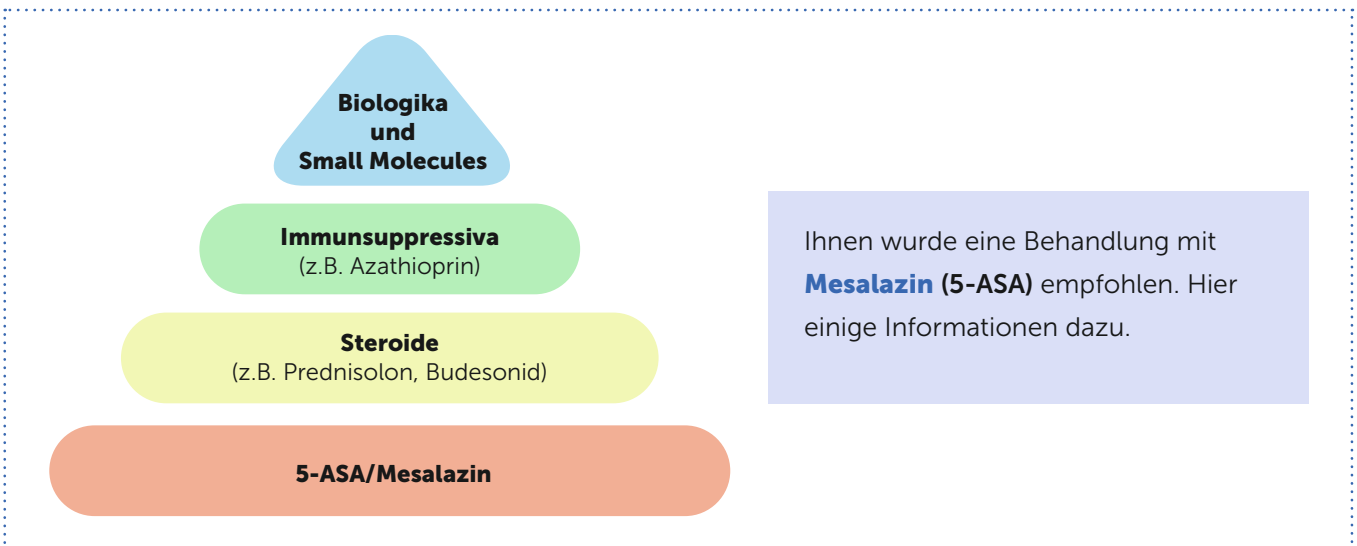 Biologika
und
Small Molecules
Immunsuppressiva
(z.B. Azathioprin)
Steroide
(z.B. Prednisolon, Budesonid)
5-ASA/Mesalazin
Ihnen wurde eine Behandlung mit
Mesalazin (5-ASA) empfohlen. Hier
einige Informationen dazu.